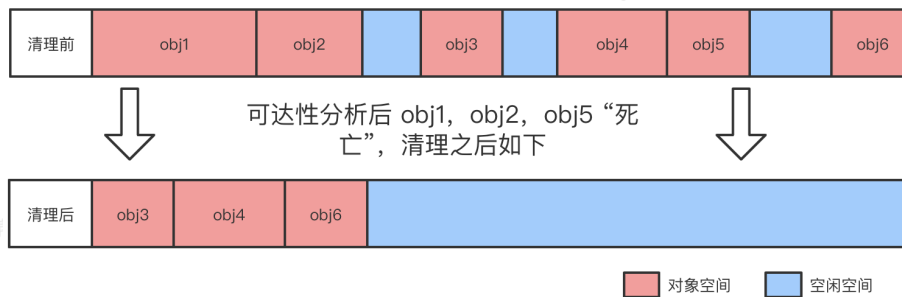 清理前 obj1 obj2 obj3 obj4 obj5 obj6
可达性分析后 obj1，obj2，obj5 “死
亡”，清理之后如下
清理后 obj3 obj4 obj6
对象空间 空闲空间